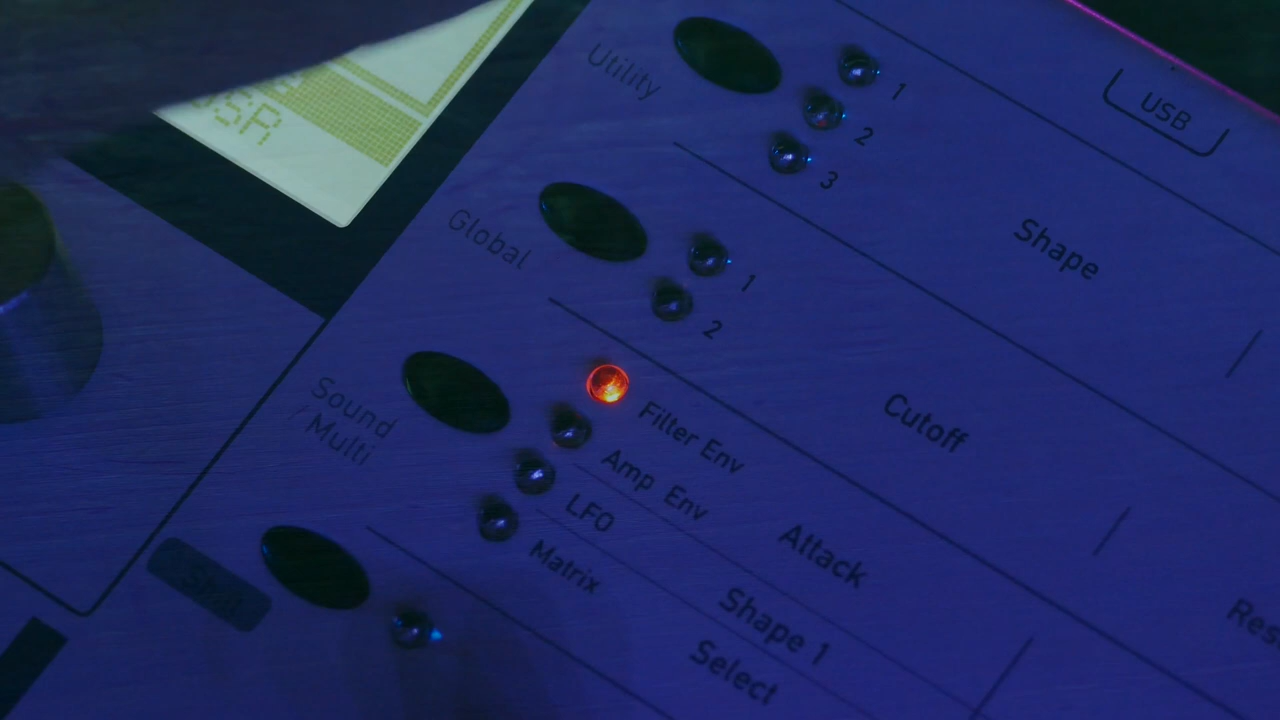 USB
Utility
1
2
3
Shape
Global
1
2
Cutoff
Sound
/ Multi
Filter Env
Amp Env
LFO
Matrix
Attack
Shape 1
Select
Shift